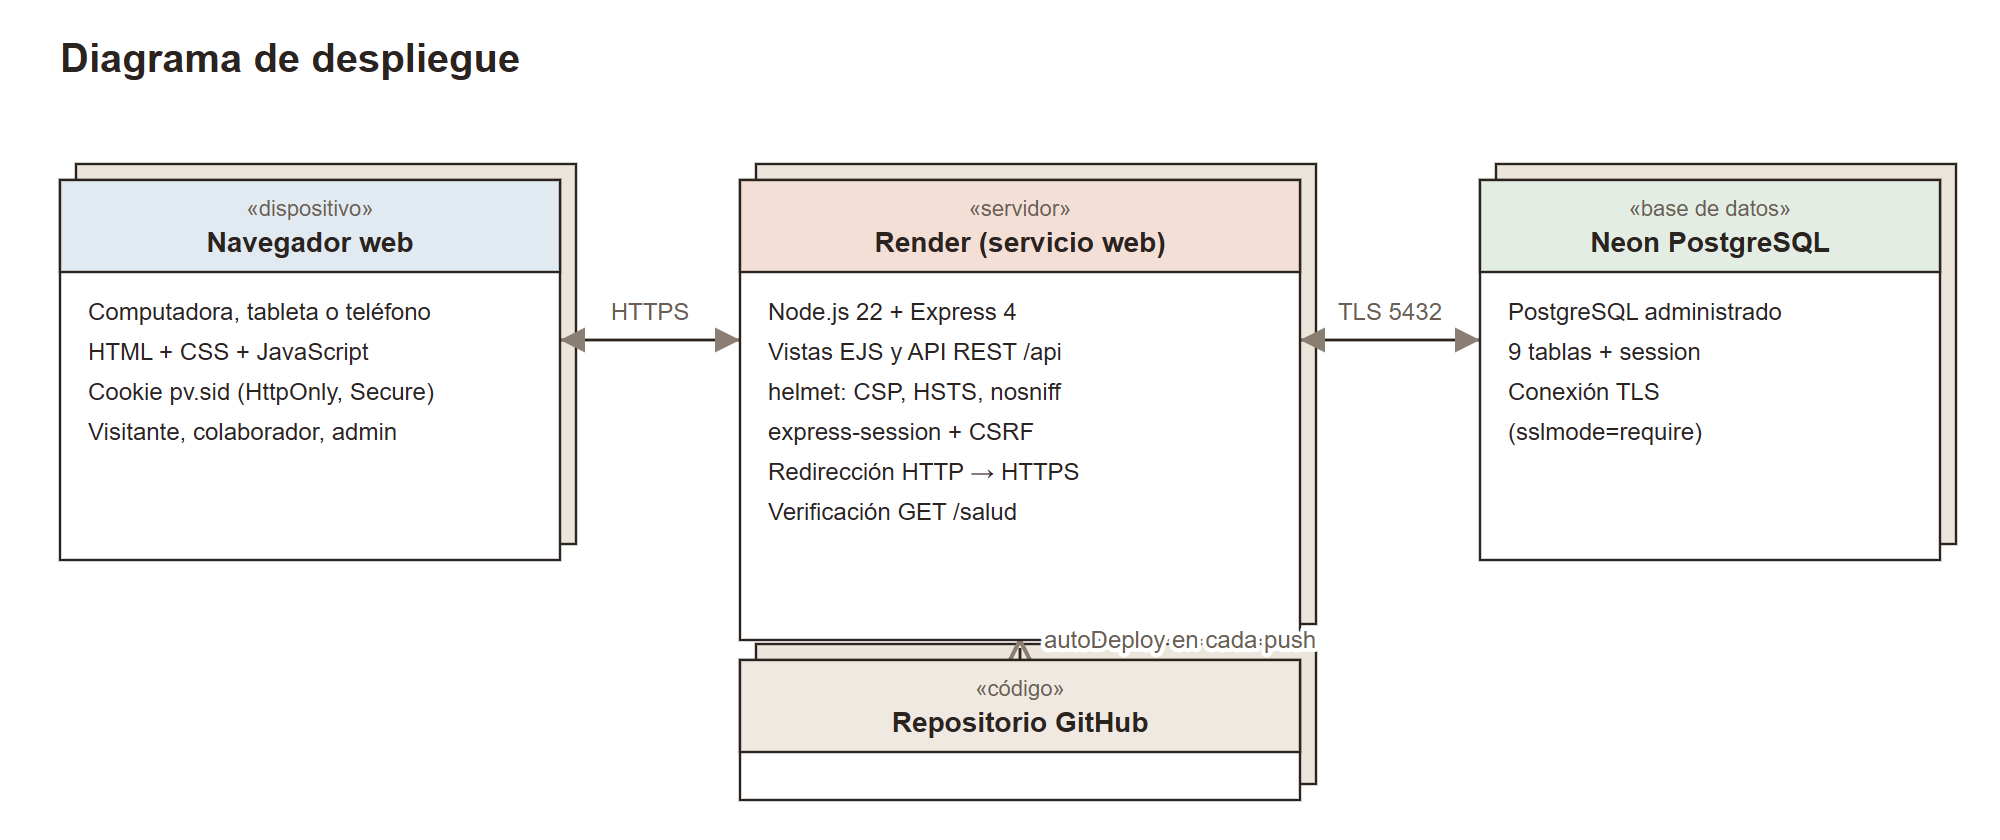 Diagrama de despliegue
«dispositivo»
Navegador web
Computadora, tableta o teléfono
HTML + CSS + JavaScript
Cookie pv.sid (HttpOnly, Secure)
Visitante, colaborador, admin
HTTPS
«servidor»
Render (servicio web)
Node.js 22 + Express 4
Vistas EJS y API REST /api
helmet: CSP, HSTS, nosniff
express-session + CSRF
Redirección HTTP → HTTPS
Verificación GET /salud
TLS 5432
«base de datos»
Neon PostgreSQL
PostgreSQL administrado
9 tablas + session
Conexión TLS
(sslmode=require)
autoDeploy en cada push
«código»
Repositorio GitHub